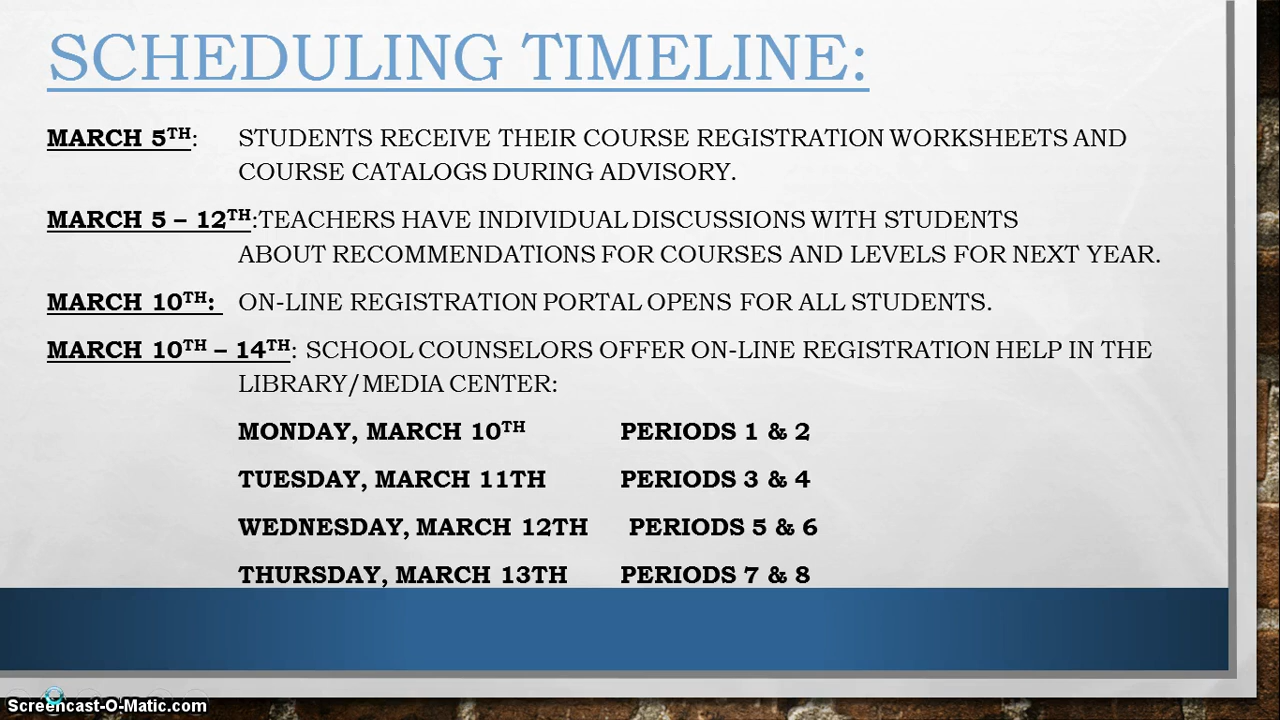 SCHEDULING TIMELINE:
MARCH 5TH: STUDENTS RECEIVE THEIR COURSE REGISTRATION WORKSHEETS AND
COURSE CATALOGS DURING ADVISORY.
MARCH 5 – 12TH:TEACHERS HAVE INDIVIDUAL DISCUSSIONS WITH STUDENTS
ABOUT RECOMMENDATIONS FOR COURSES AND LEVELS FOR NEXT YEAR.
MARCH 10TH: ON-LINE REGISTRATION PORTAL OPENS FOR ALL STUDENTS.
MARCH 10TH – 14TH: SCHOOL COUNSELORS OFFER ON-LINE REGISTRATION HELP IN THE
LIBRARY/MEDIA CENTER:
MONDAY, MARCH 10TH PERIODS 1 & 2
TUESDAY, MARCH 11TH PERIODS 3 & 4
WEDNESDAY, MARCH 12TH PERIODS 5 & 6
THURSDAY, MARCH 13TH PERIODS 7 & 8
Screencast-O-Matic.com